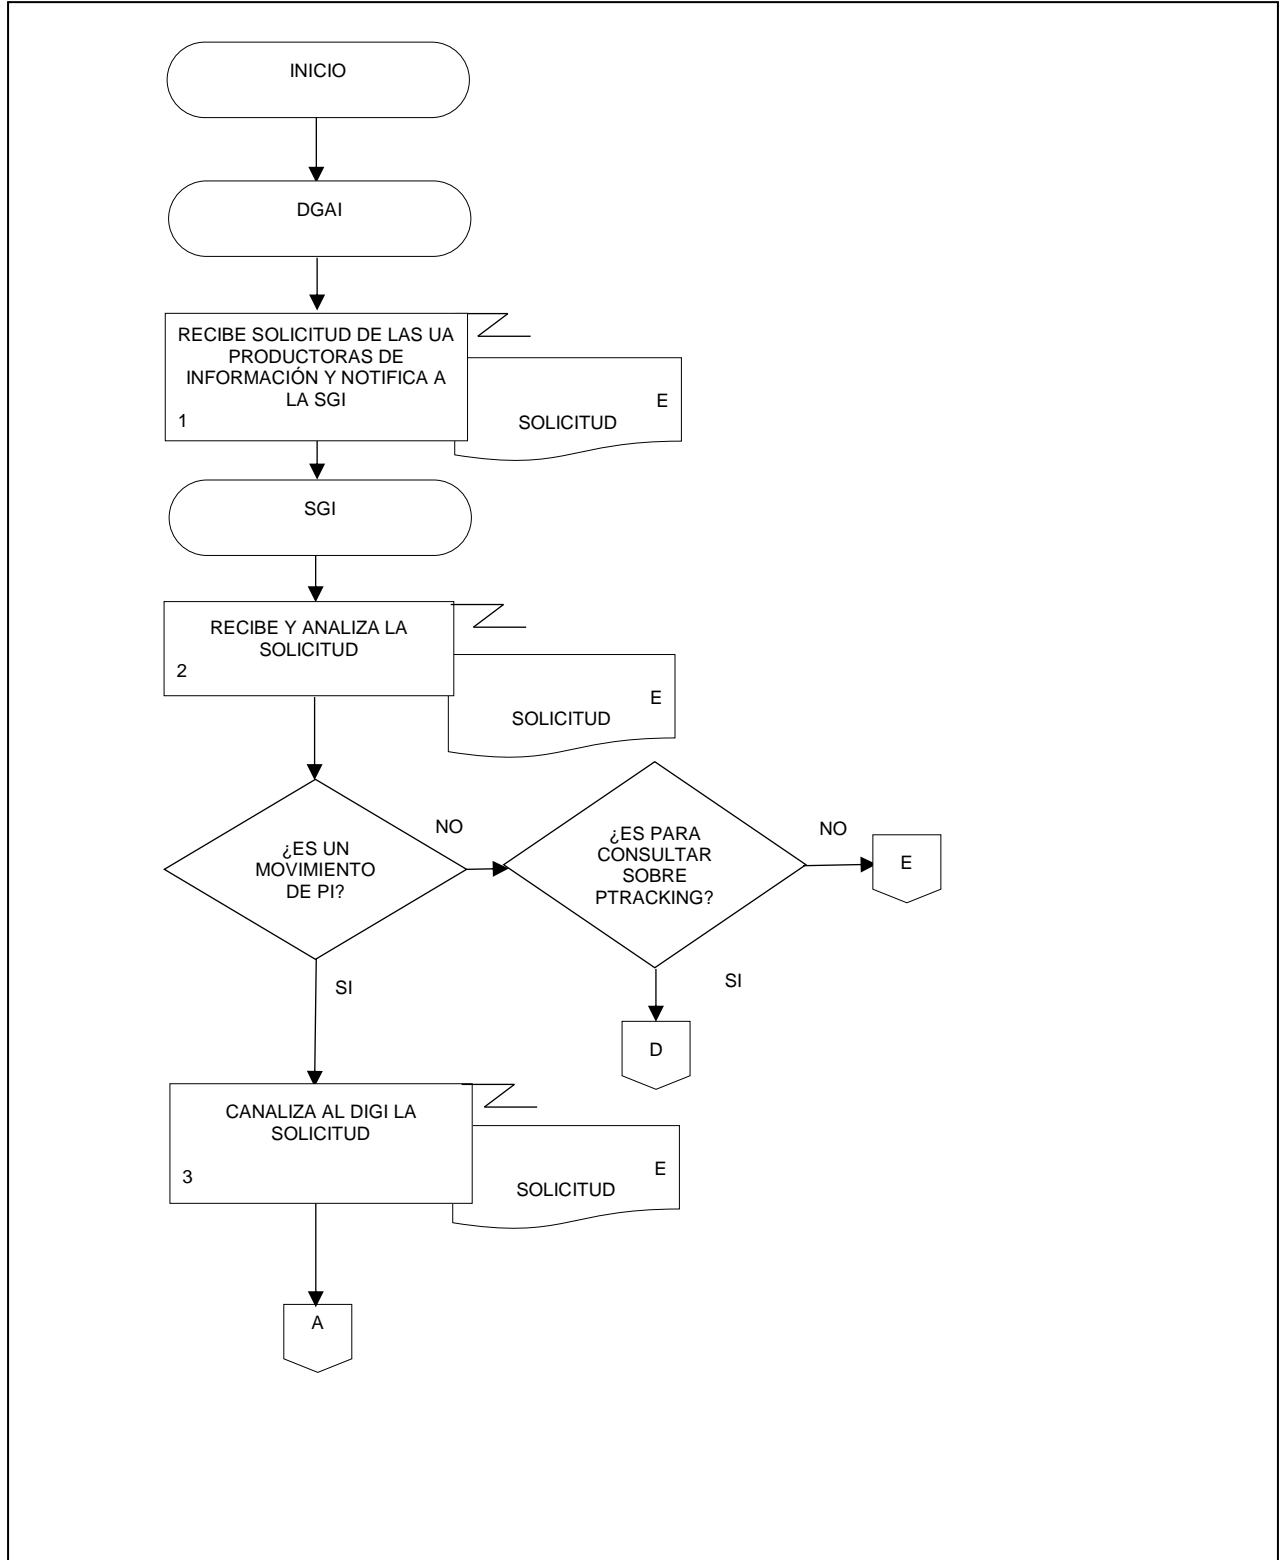 INICIO
DGAI
RECIBE SOLICITUD DE LAS UA
PRODUCTORAS DE
INFORMACIÓN Y NOTIFICA A
LA SGI
1
E
SOLICITUD
SGI
RECIBE Y ANALIZA LA
SOLICITUD
2
E
SOLICITUD
¿ES UN
MOVIMIENTO
DE PI?
NO
¿ES PARA
CONSULTAR
SOBRE
PTRACKING?
NO
E
SI
SI
D
CANALIZA AL DIGI LA
SOLICITUD
3
E
SOLICITUD
A